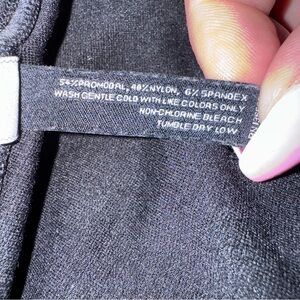 54% PROMODAL, 40% NYLON, 6% SPANDEX
WASH GENTLE COLD WITH LIKE COLORS ONLY
NON-CHLORINE BLEACH
TUMBLE DRY LOW